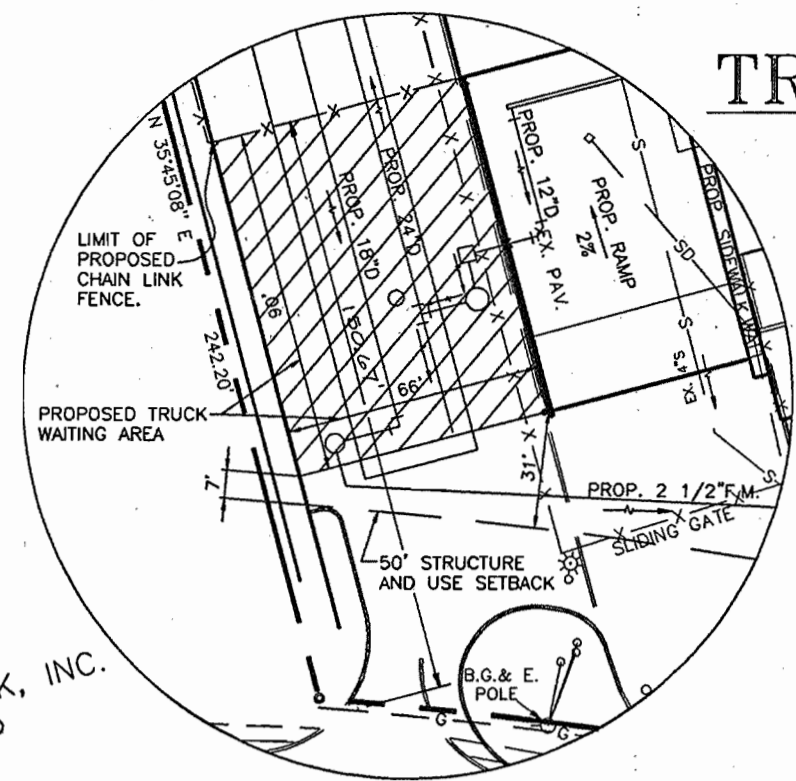 TR
N 35°45'08" E
LIMIT OF
PROPOSED
CHAIN LINK
FENCE.
90'
242.20'
PROPOSED TRUCK
WAITING AREA
7'
PROP. 18"D
PROP. 24"D
150.67'
66'
PROP. 12"D
EX. PAV.
PROP. RAMP
2%
S
SD
S
PROP. SIDEWALK
EX. 4"S
S
31'
PROP. 2 1/2"F.M.
SLIDING GATE
50' STRUCTURE
AND USE SETBACK
B.G.& E.
POLE
G
G
K, INC.